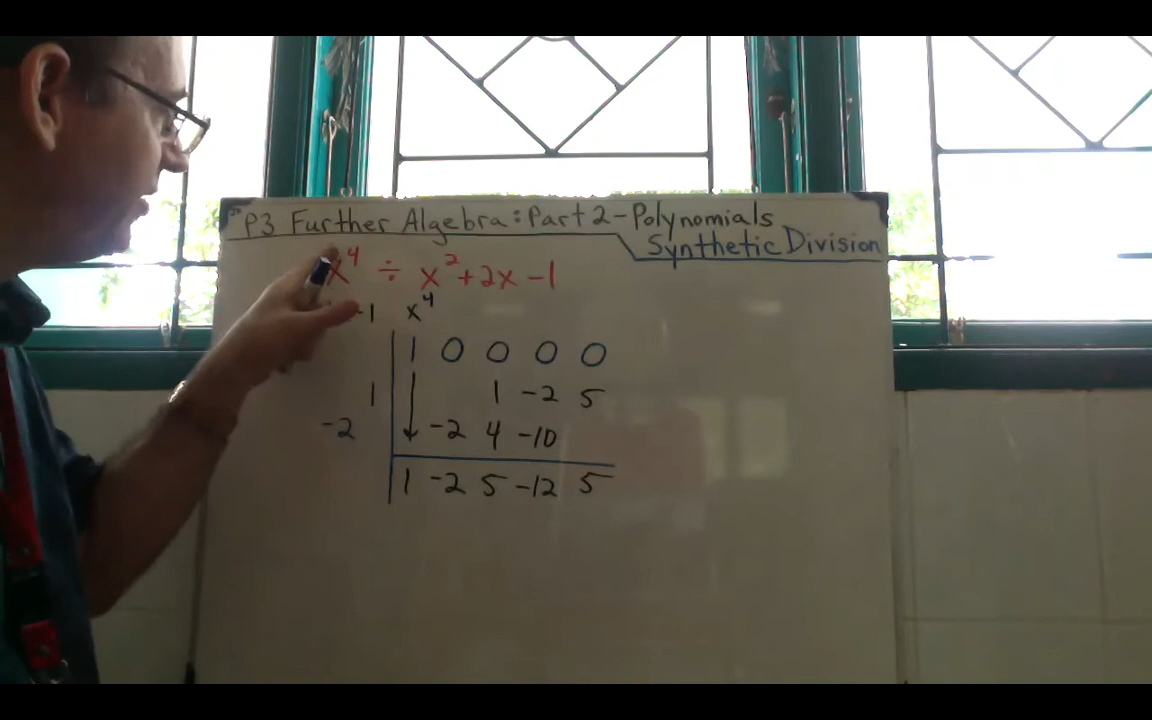 P3 Further Algebra: Part 2 - Polynomials
Synthetic Division
x⁴ ÷ x² + 2x - 1
-1 x⁴
1 0 0 0 0
1 1 -2 5
-2 -2 4 -10
1 -2 5 -12 5